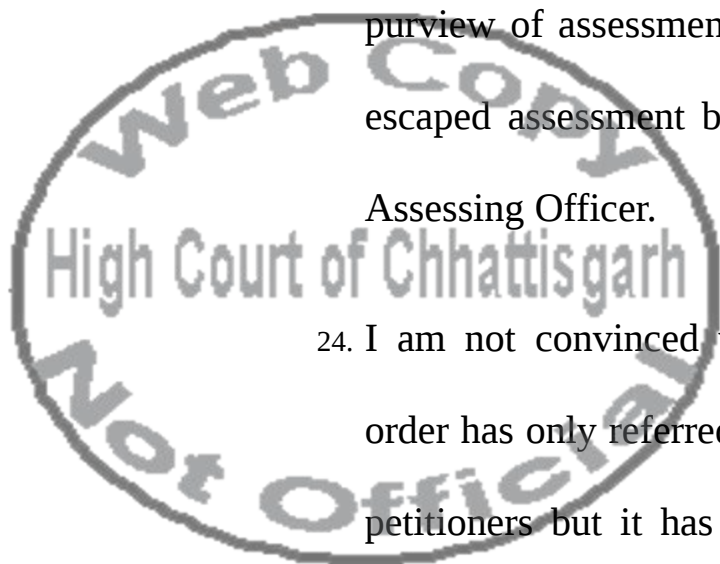 purview of assessmen
Web Copy
escaped assessment b
Assessing Officer.
High Court of Chhattisgarh
24. I am not convinced
order has only referred
petitioners but it has
Not Official